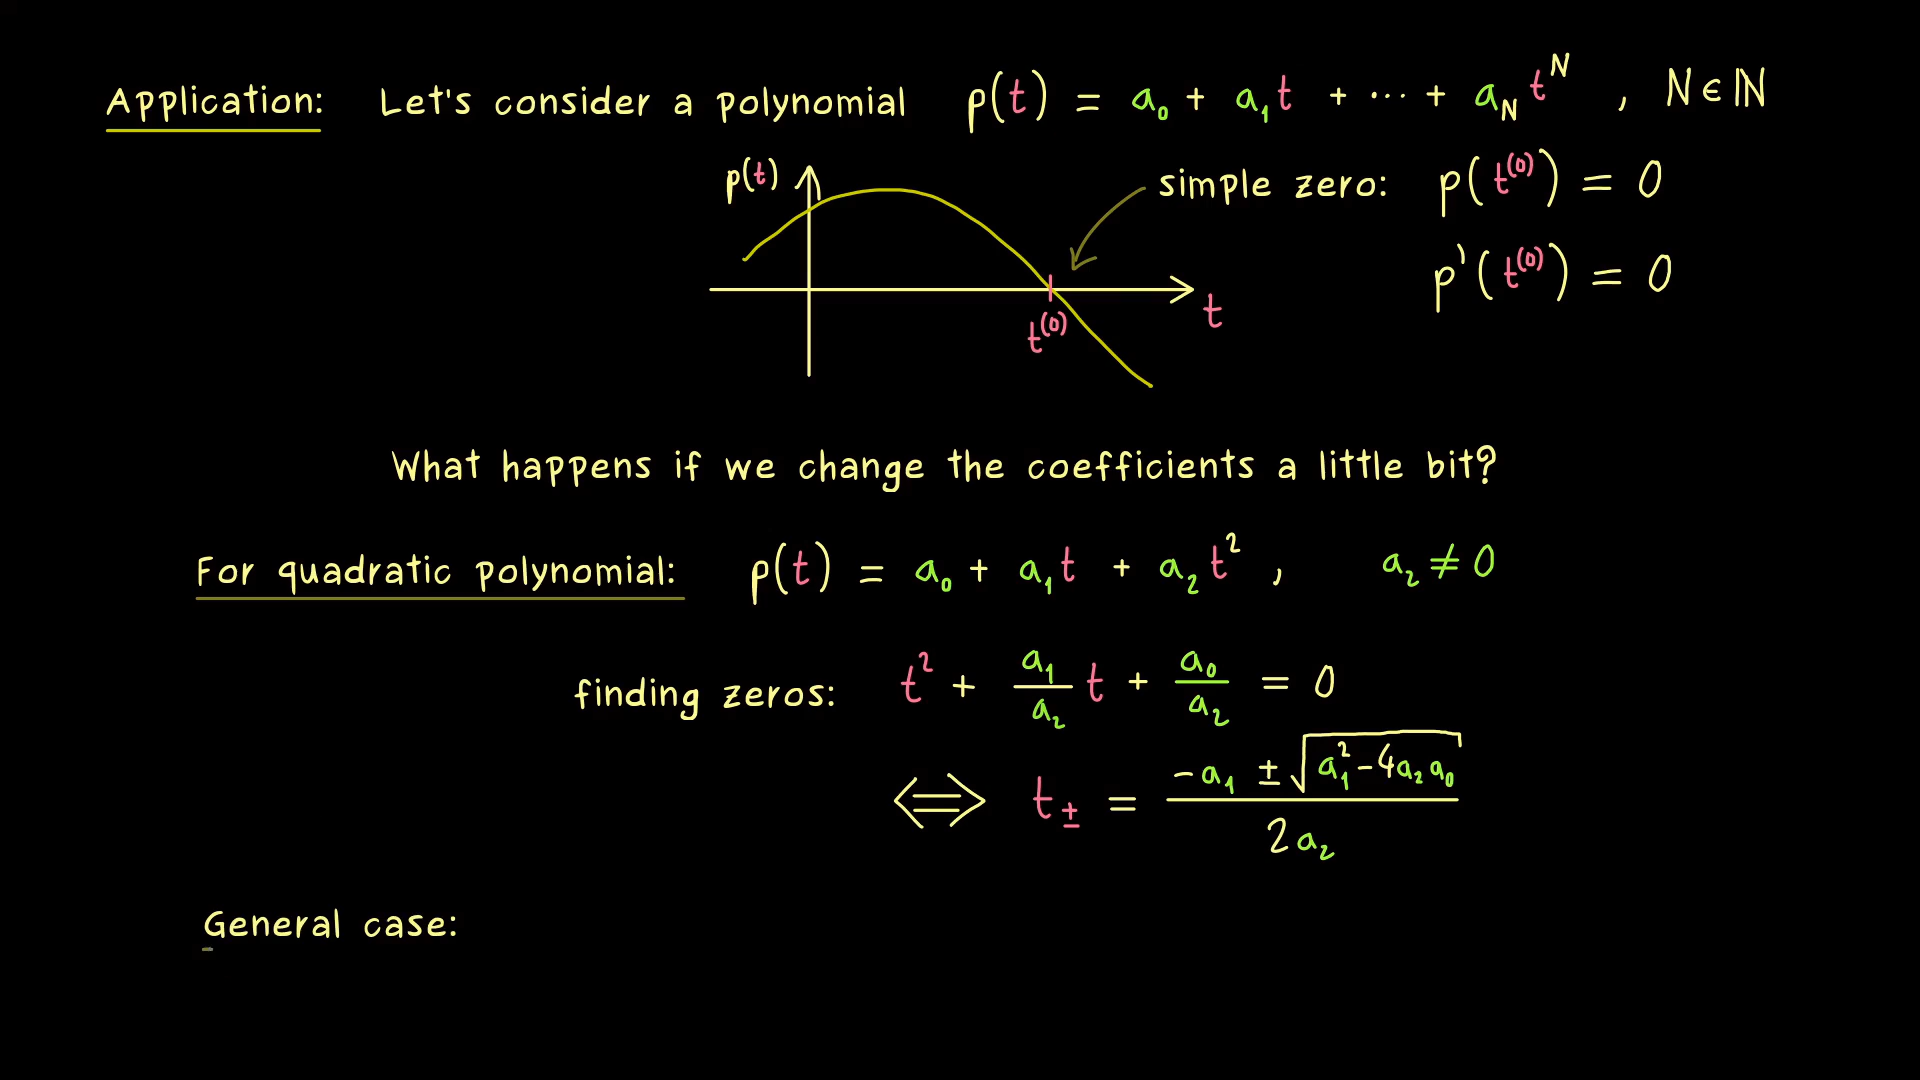 Application: Let's consider a polynomial p(t) = a₀ + a₁t + ⋯ + a_N t^N , N ∈ ℕ
p(t)
simple zero: p(t⁽⁰⁾) = 0
p'(t⁽⁰⁾) = 0
t
t⁽⁰⁾
What happens if we change the coefficients a little bit?
For quadratic polynomial: p(t) = a₀ + a₁t + a₂t² , a₂ ≠ 0
finding zeros: t² + a₁/a₂ t + a₀/a₂ = 0
⟺ t± = (-a₁ ± √(a₁² - 4a₂a₀)) / 2a₂
General case: